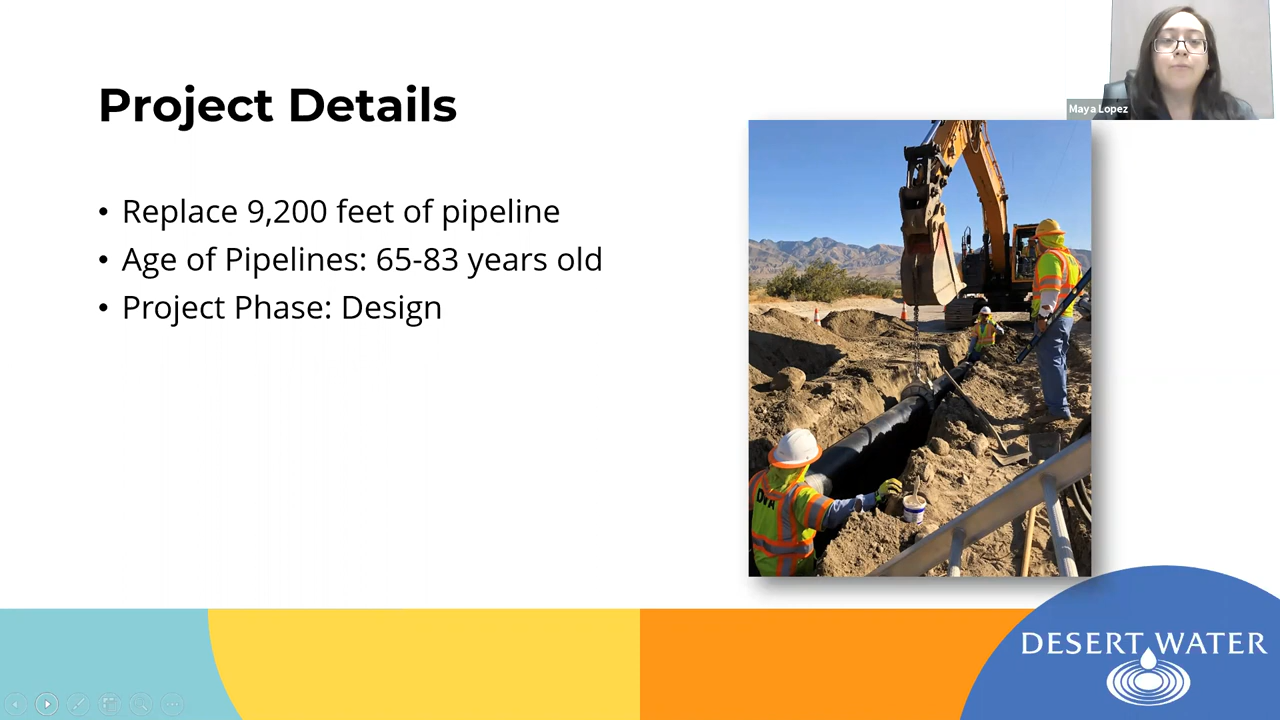 Project Details
• Replace 9,200 feet of pipeline
• Age of Pipelines: 65-83 years old
• Project Phase: Design
Maya Lopez
DWA
DESERT WATER